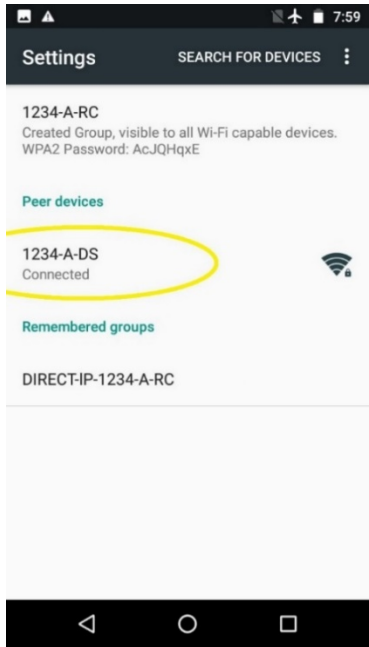 7:59
Settings SEARCH FOR DEVICES
1234-A-RC
Created Group, visible to all Wi-Fi capable devices.
WPA2 Password: AcJQHqxE
Peer devices
1234-A-DS
Connected
Remembered groups
DIRECT-IP-1234-A-RC